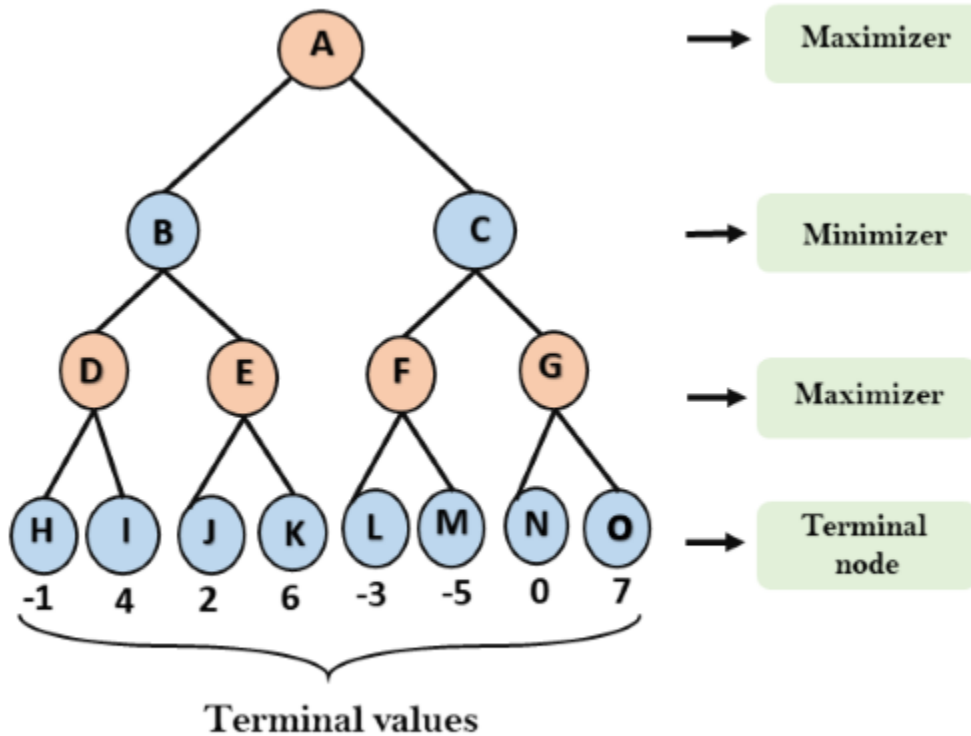 A
Maximizer
B
C
Minimizer
D
E
F
G
Maximizer
H
I
J
K
L
M
N
O
Terminal
node
-1
4
2
6
-3
-5
0
7
Terminal values